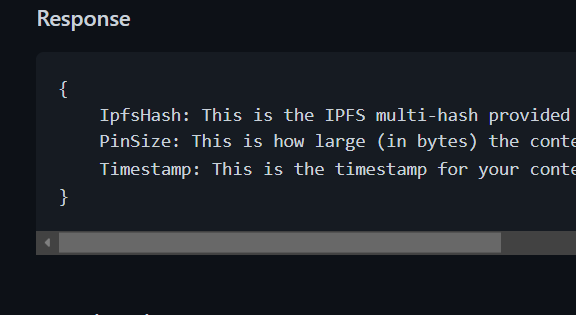 Response
{
IpfsHash: This is the IPFS multi-hash provided
PinSize: This is how large (in bytes) the conte
Timestamp: This is the timestamp for your conte
}